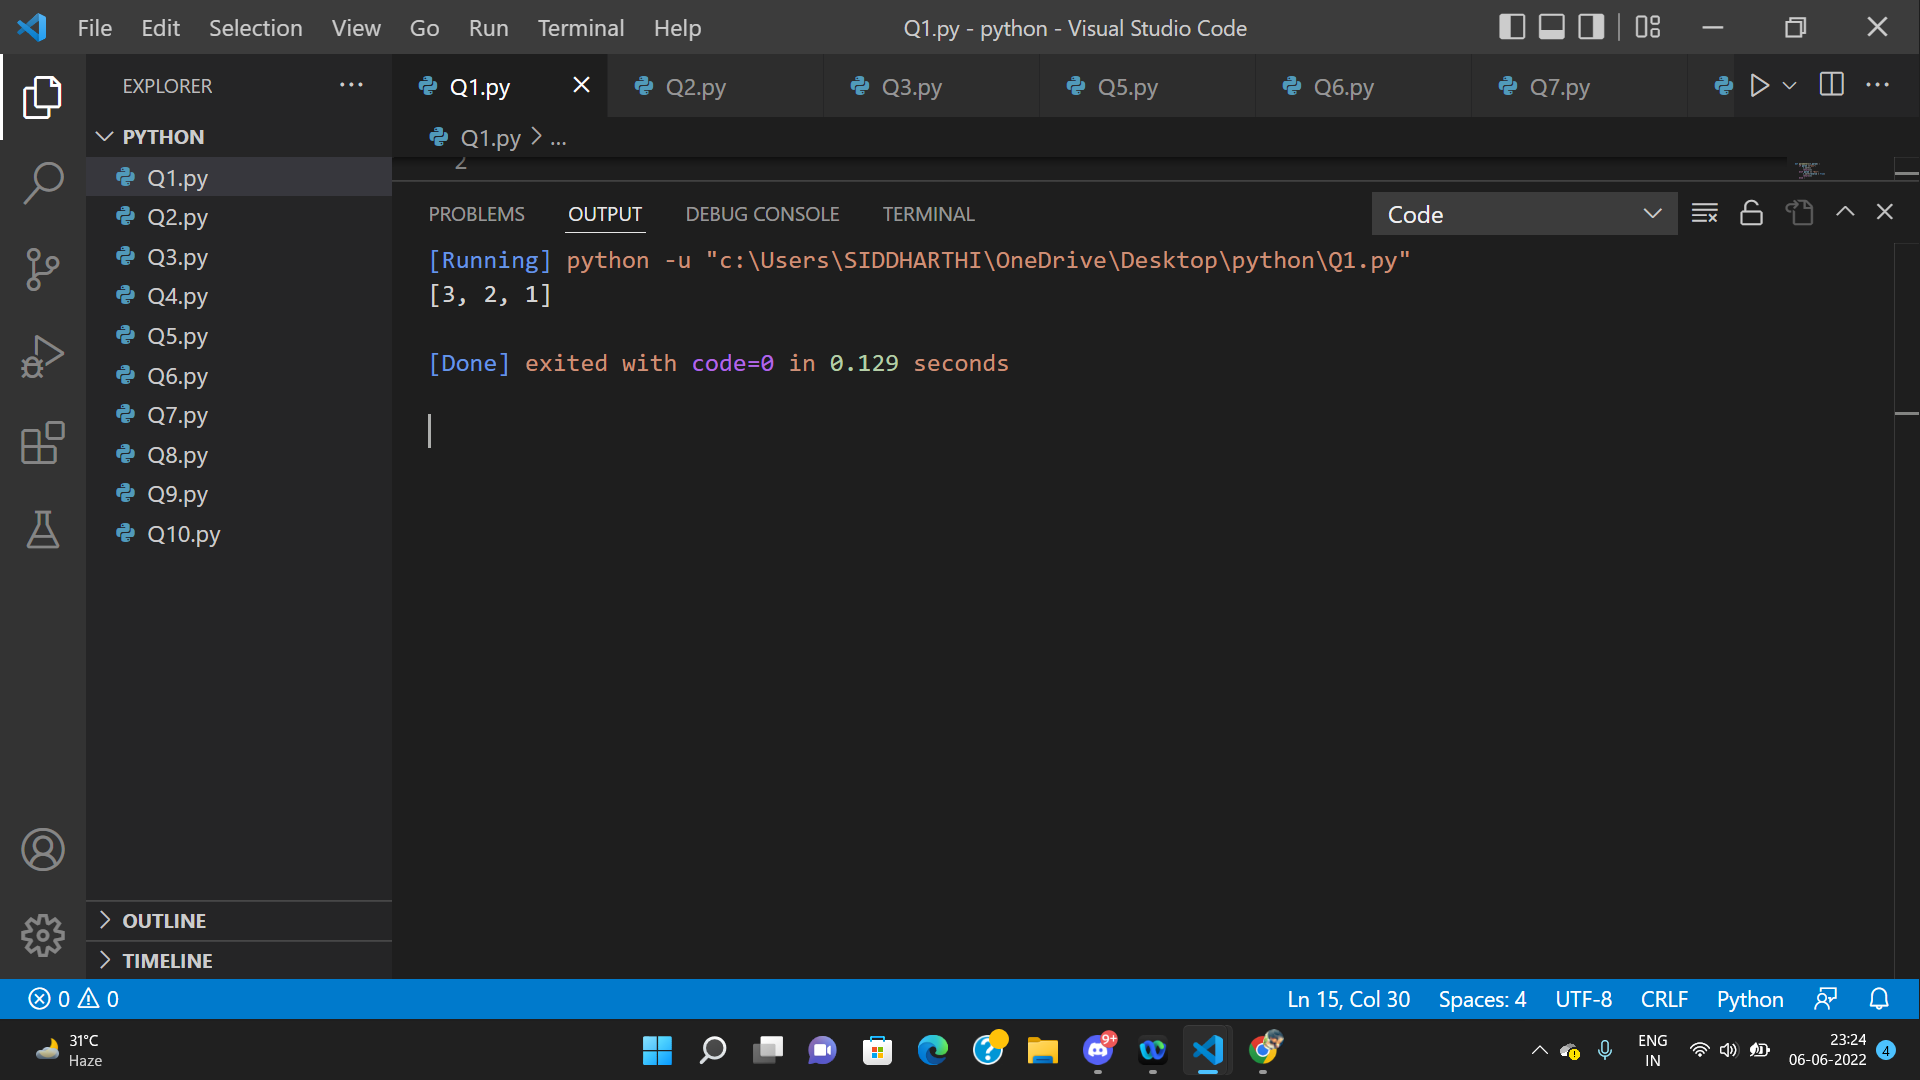 File Edit Selection View Go Run Terminal Help
Q1.py - python - Visual Studio Code
EXPLORER
Q1.py Q2.py Q3.py Q5.py Q6.py Q7.py
PYTHON
Q1.py > ...
2
Q1.py
Q2.py
Q3.py
Q4.py
Q5.py
Q6.py
Q7.py
Q8.py
Q9.py
Q10.py
OUTLINE
TIMELINE
PROBLEMS OUTPUT DEBUG CONSOLE TERMINAL
Code
[Running] python -u "c:\Users\SIDDHARTHI\OneDrive\Desktop\python\Q1.py"
[3, 2, 1]
[Done] exited with code=0 in 0.129 seconds
0 0
Ln 15, Col 30 Spaces: 4 UTF-8 CRLF Python
31°C
Haze
9+
ENG
IN
23:24
06-06-2022
4